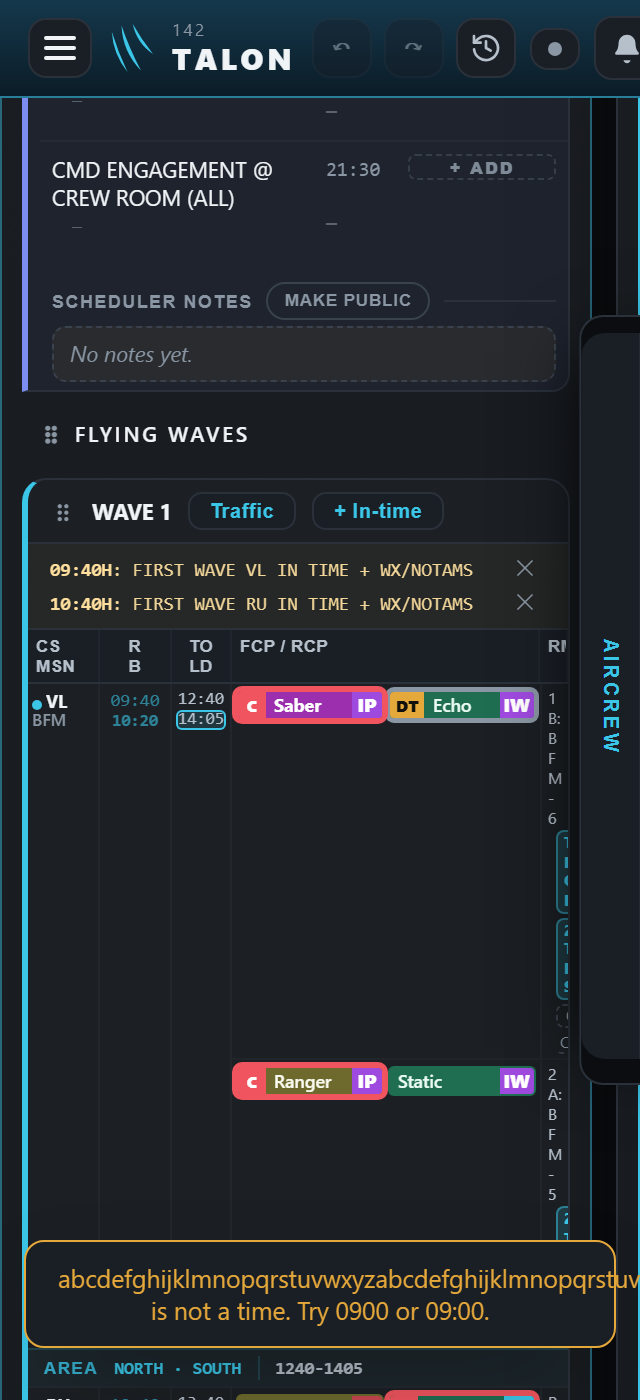 142
TALON
CMD ENGAGEMENT @
CREW ROOM (ALL)
21:30
+ ADD
SCHEDULER NOTES
MAKE PUBLIC
No notes yet.
FLYING WAVES
WAVE 1
Traffic
+ In-time
09:40H: FIRST WAVE VL IN TIME + WX/NOTAMS
10:40H: FIRST WAVE RU IN TIME + WX/NOTAMS
CS
MSN
R
B
TO
LD
FCP / RCP
VL
BFM
09:40
10:20
12:40
14:05
C Saber IP
DT Echo IW
1
B:
B
F
M
-
6
C Ranger IP
Static IW
2
A:
B
F
M
-
5
AIRCREW
abcdefghijklmnopqrstuvwxyzabcdefghijklmnopqrstuv
is not a time. Try 0900 or 09:00.
AREA NORTH · SOUTH 1240-1405